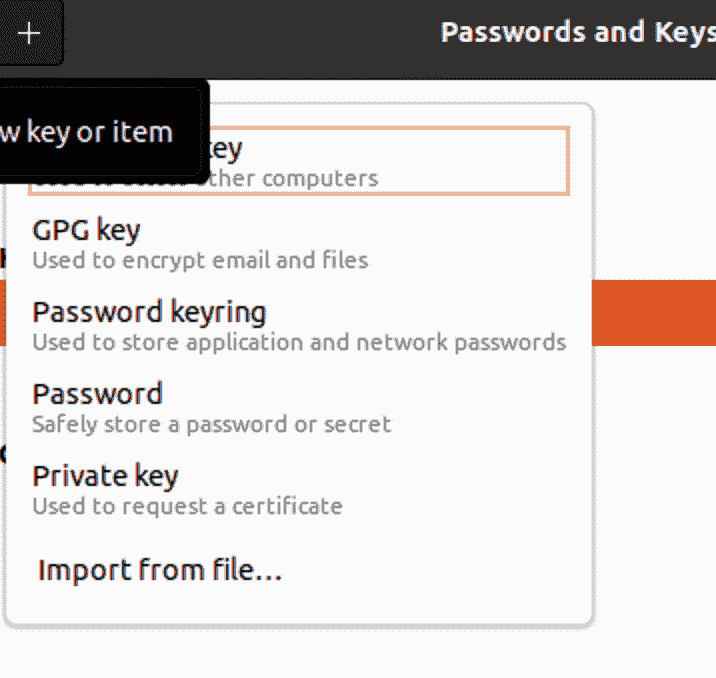 +
Passwords and Keys
w key or item
key
other computers
GPG key
Used to encrypt email and files
Password keyring
Used to store application and network passwords
Password
Safely store a password or secret
Private key
Used to request a certificate
Import from file...